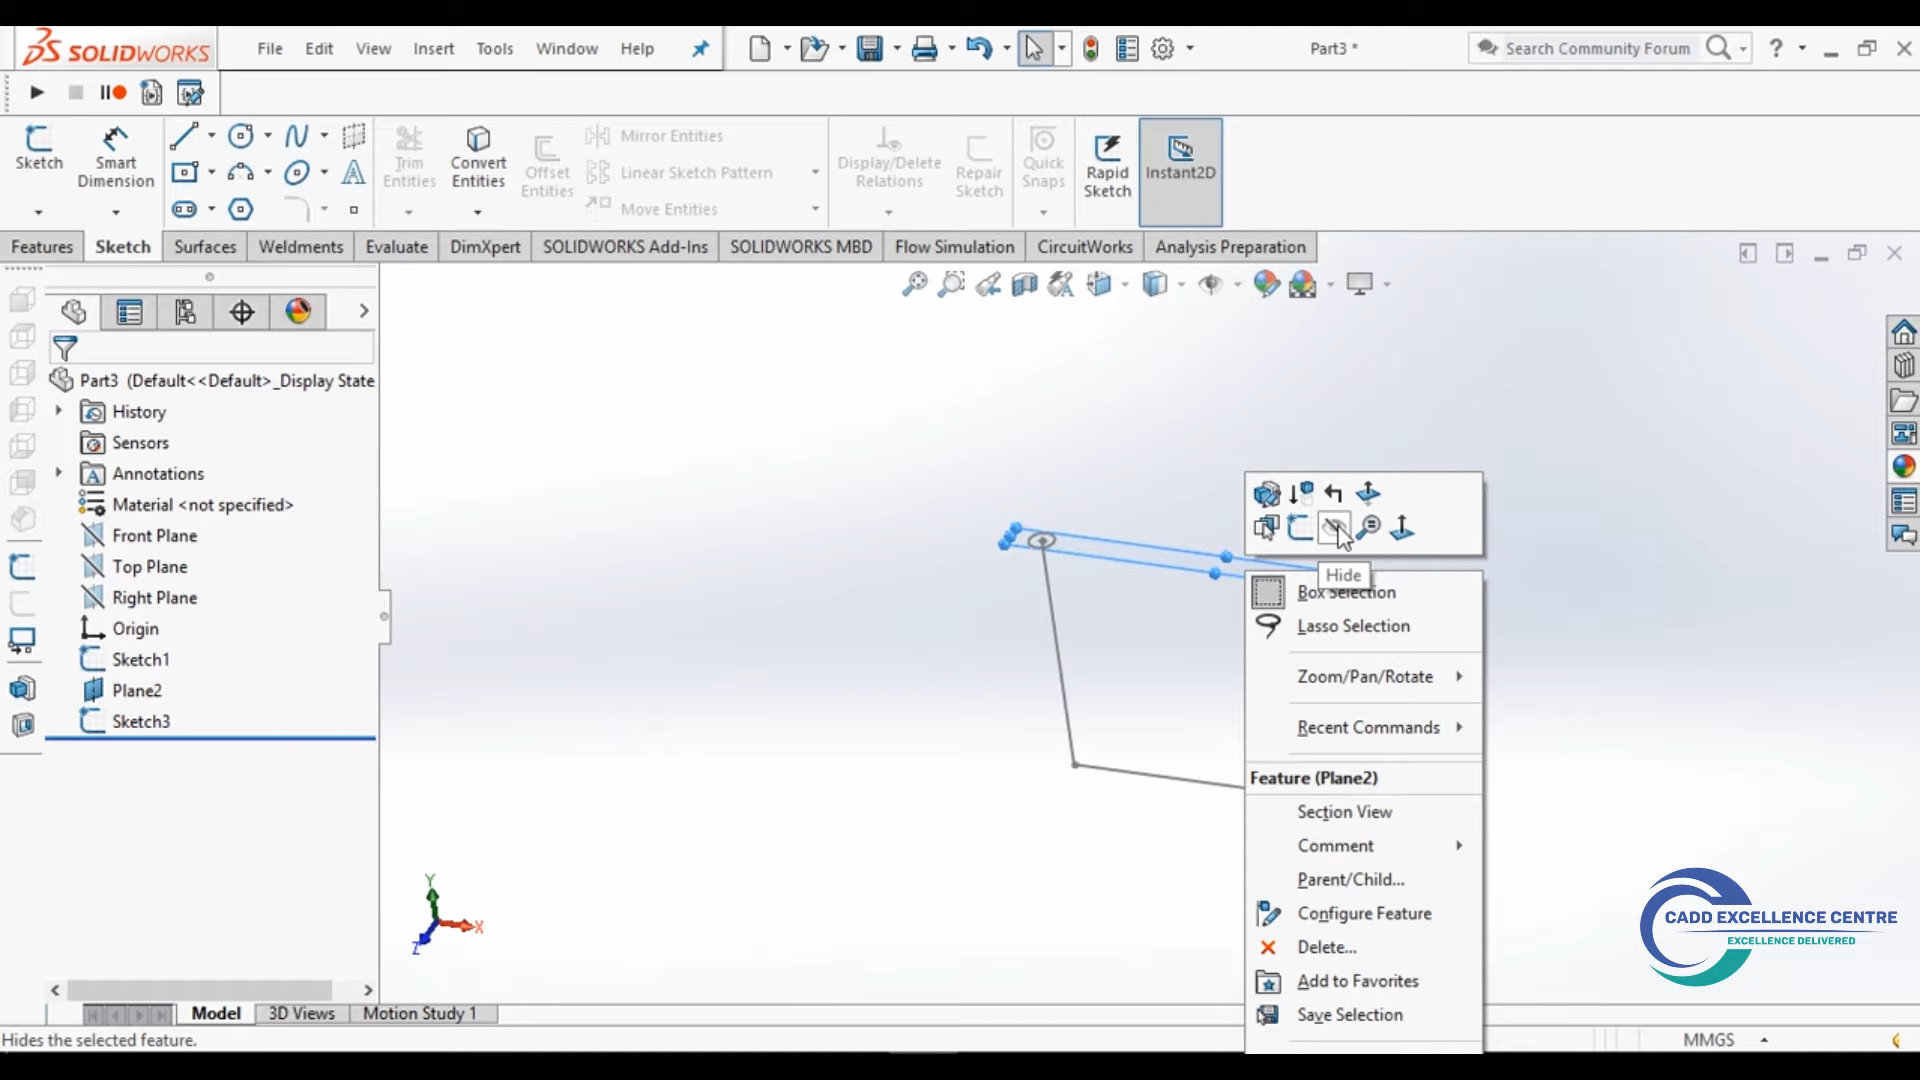 SOLIDWORKS File Edit View Insert Tools Window Help Part3 * Search Community Forum ?
Sketch Smart Dimension Trim Entities Convert Entities Offset Entities Mirror Entities Linear Sketch Pattern Move Entities Display/Delete Relations Repair Sketch Quick Snaps Rapid Sketch Instant2D
Features Sketch Surfaces Weldments Evaluate DimXpert SOLIDWORKS Add-Ins SOLIDWORKS MBD Flow Simulation CircuitWorks Analysis Preparation
Part3 (Default<<Default>_Display State
History
Sensors
A Annotations
Material <not specified>
Front Plane
Top Plane
Right Plane
Origin
Sketch1
Plane2
Sketch3
Hide
Box Selection
Lasso Selection
Zoom/Pan/Rotate
Recent Commands
Feature (Plane2)
Section View
Comment
Parent/Child...
Configure Feature
Delete...
Add to Favorites
Save Selection
Y
X
Z
CADD EXCELLENCE CENTRE
EXCELLENCE DELIVERED
Model 3D Views Motion Study 1
Hides the selected feature. MMGS